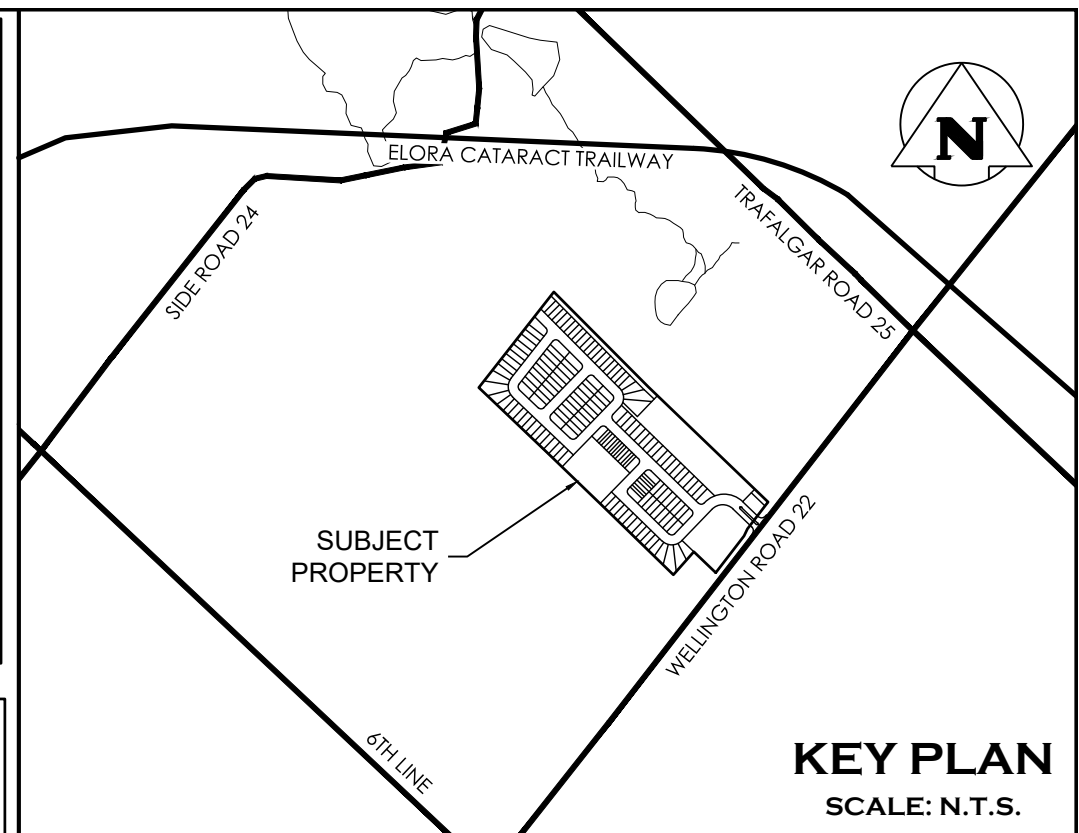 N
ELORA CATARACT TRAILWAY
TRAFALGAR ROAD 25
SIDE ROAD 24
SUBJECT
PROPERTY
WELLINGTON ROAD 22
6TH LINE
KEY PLAN
SCALE: N.T.S.